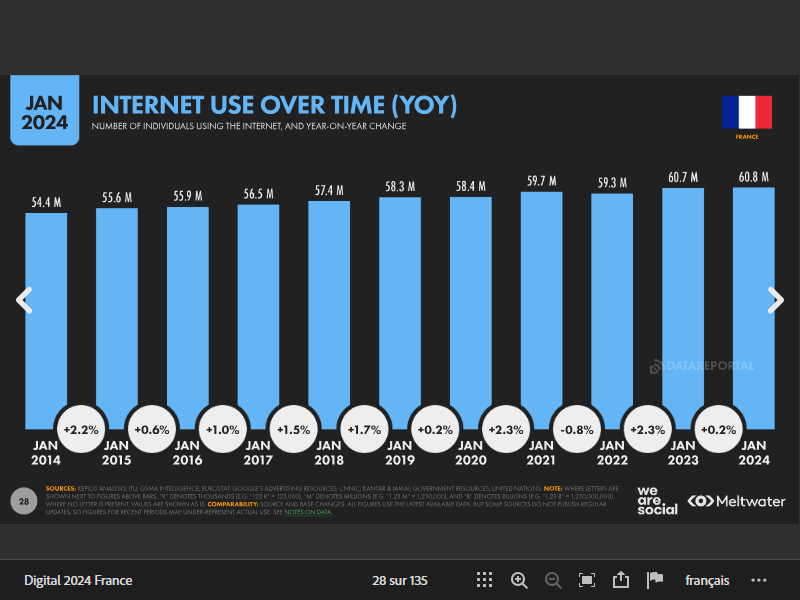 JAN
2024
INTERNET USE OVER TIME (YOY)
NUMBER OF INDIVIDUALS USING THE INTERNET, AND YEAR-ON-YEAR CHANGE
FRANCE
54.4 M
55.6 M
55.9 M
56.5 M
57.4 M
58.3 M
58.4 M
59.7 M
59.3 M
60.7 M
60.8 M
DATAREPORTAL
+2.2%
+0.6%
+1.0%
+1.5%
+1.7%
+0.2%
+2.3%
-0.8%
+2.3%
+0.2%
JAN
2014
JAN
2015
JAN
2016
JAN
2017
JAN
2018
JAN
2019
JAN
2020
JAN
2021
JAN
2022
JAN
2023
JAN
2024
28
SOURCES: KEPIOS ANALYSIS; ITU; GSMA INTELLIGENCE; EUROSTAT; GOOGLE'S ADVERTISING RESOURCES; CNNIC; KANTAR & IAMAI; GOVERNMENT RESOURCES; UNITED NATIONS. NOTE: WHERE LETTERS ARE
SHOWN NEXT TO FIGURES ABOVE BARS, "K" DENOTES THOUSANDS (E.G. "123 K" = 123,000), "M" DENOTES MILLIONS (E.G. "1.23 M" = 1,230,000), AND "B" DENOTES BILLIONS (E.G. "1.23 B" = 1,230,000,000).
WHERE NO LETTER IS PRESENT, VALUES ARE SHOWN AS IS. COMPARABILITY: SOURCE AND BASE CHANGES. ALL FIGURES USE THE LATEST AVAILABLE DATA, BUT SOME SOURCES DO NOT PUBLISH REGULAR
UPDATES, SO FIGURES FOR RECENT PERIODS MAY UNDER-REPRESENT ACTUAL USE. SEE NOTES ON DATA.
we
are.
social
Meltwater
Digital 2024 France
28 sur 135
français